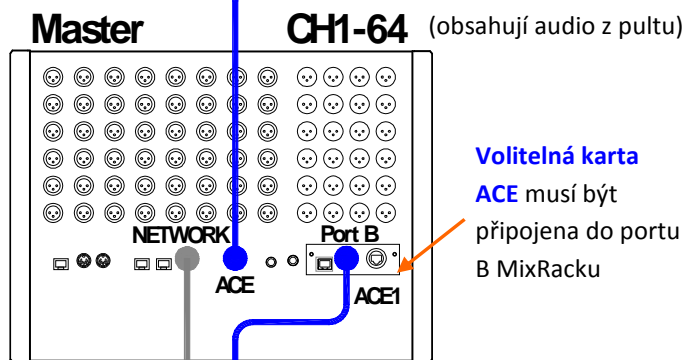 Master CH1-64 (obsahují audio z pultu)
Volitelná karta
ACE musí být
připojena do portu
B MixRacku
NETWORK Port B
ACE ACE1